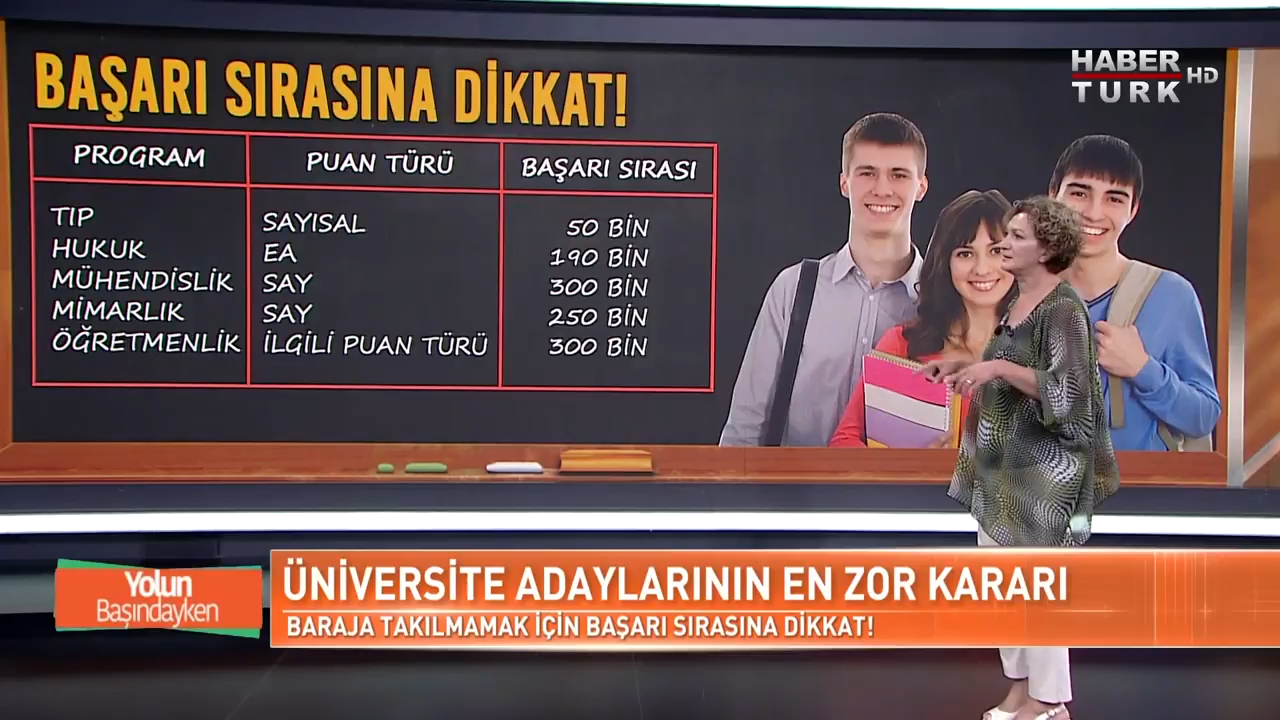 BAŞARI SIRASINA DİKKAT!
HABER
TURK HD
PROGRAM PUAN TÜRÜ BAŞARI SIRASI
TIP SAYISAL 50 BİN
HUKUK EA 190 BİN
MÜHENDİSLİK SAY 300 BİN
MİMARLIK SAY 250 BİN
ÖĞRETMENLİK İLGİLİ PUAN TÜRÜ 300 BİN
Yolun
Başındayken
ÜNİVERSİTE ADAYLARININ EN ZOR KARARI
BARAJA TAKILMAMAK İÇİN BAŞARI SIRASINA DİKKAT!